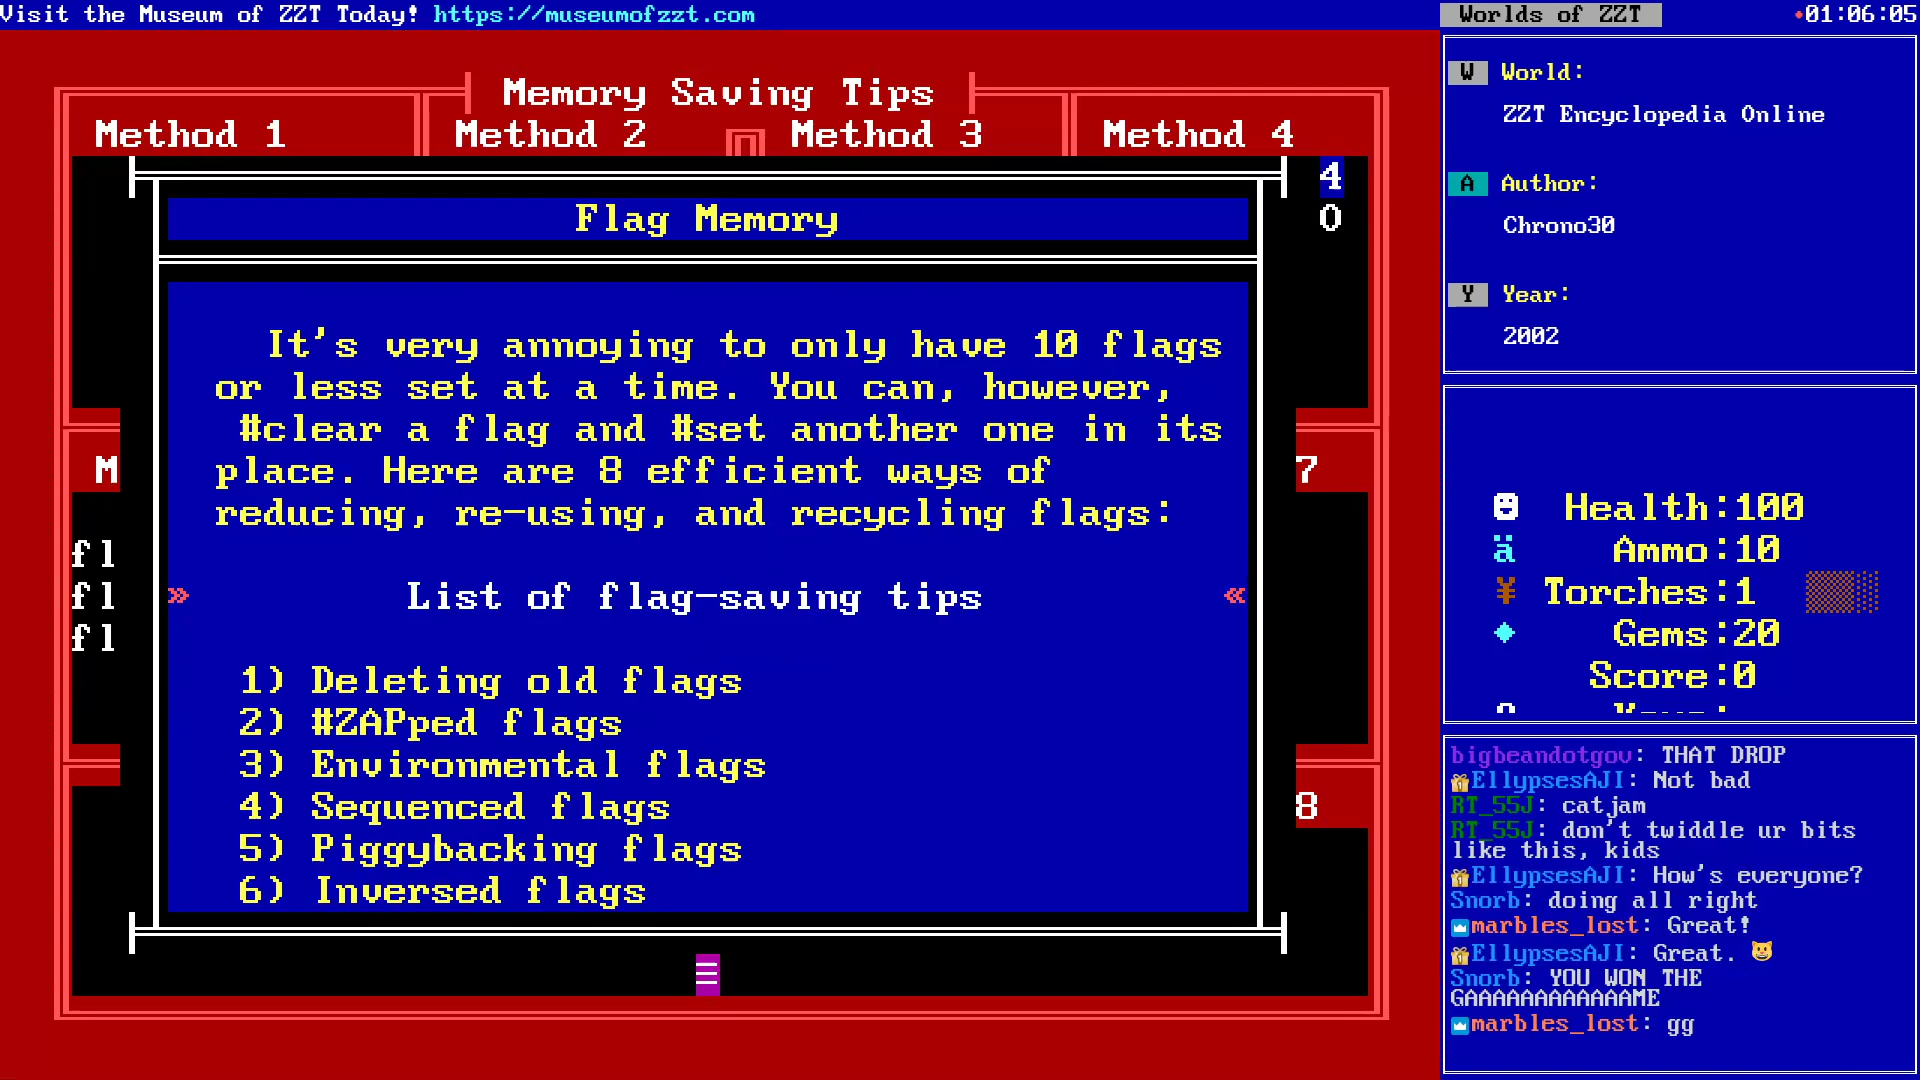 Visit the Museum of ZZT Today! https://museumofzzt.com
Memory Saving Tips
Method 1
Method 2
Method 3
Method 4
4
0
Flag Memory
It's very annoying to only have 10 flags
or less set at a time. You can, however,
#clear a flag and #set another one in its
place. Here are 8 efficient ways of
reducing, re-using, and recycling flags:
» List of flag-saving tips «
1) Deleting old flags
2) #ZAPped flags
3) Environmental flags
4) Sequenced flags
5) Piggybacking flags
6) Inversed flags
M
7
fl
fl
fl
8
Worlds of ZZT
•01:06:05
W World:
ZZT Encyclopedia Online
A Author:
Chrono30
Y Year:
2002
Health:100
ä Ammo:10
¥ Torches:1
Gems:20
Score:0
bigbeandotgov: THAT DROP
EllypsesAJI: Not bad
RT_55J: catjam
RT_55J: don't twiddle ur bits
like this, kids
EllypsesAJI: How's everyone?
Snorb: doing all right
marbles_lost: Great!
EllypsesAJI: Great. 😺
Snorb: YOU WON THE
GAAAAAAAAAAAAME
marbles_lost: gg